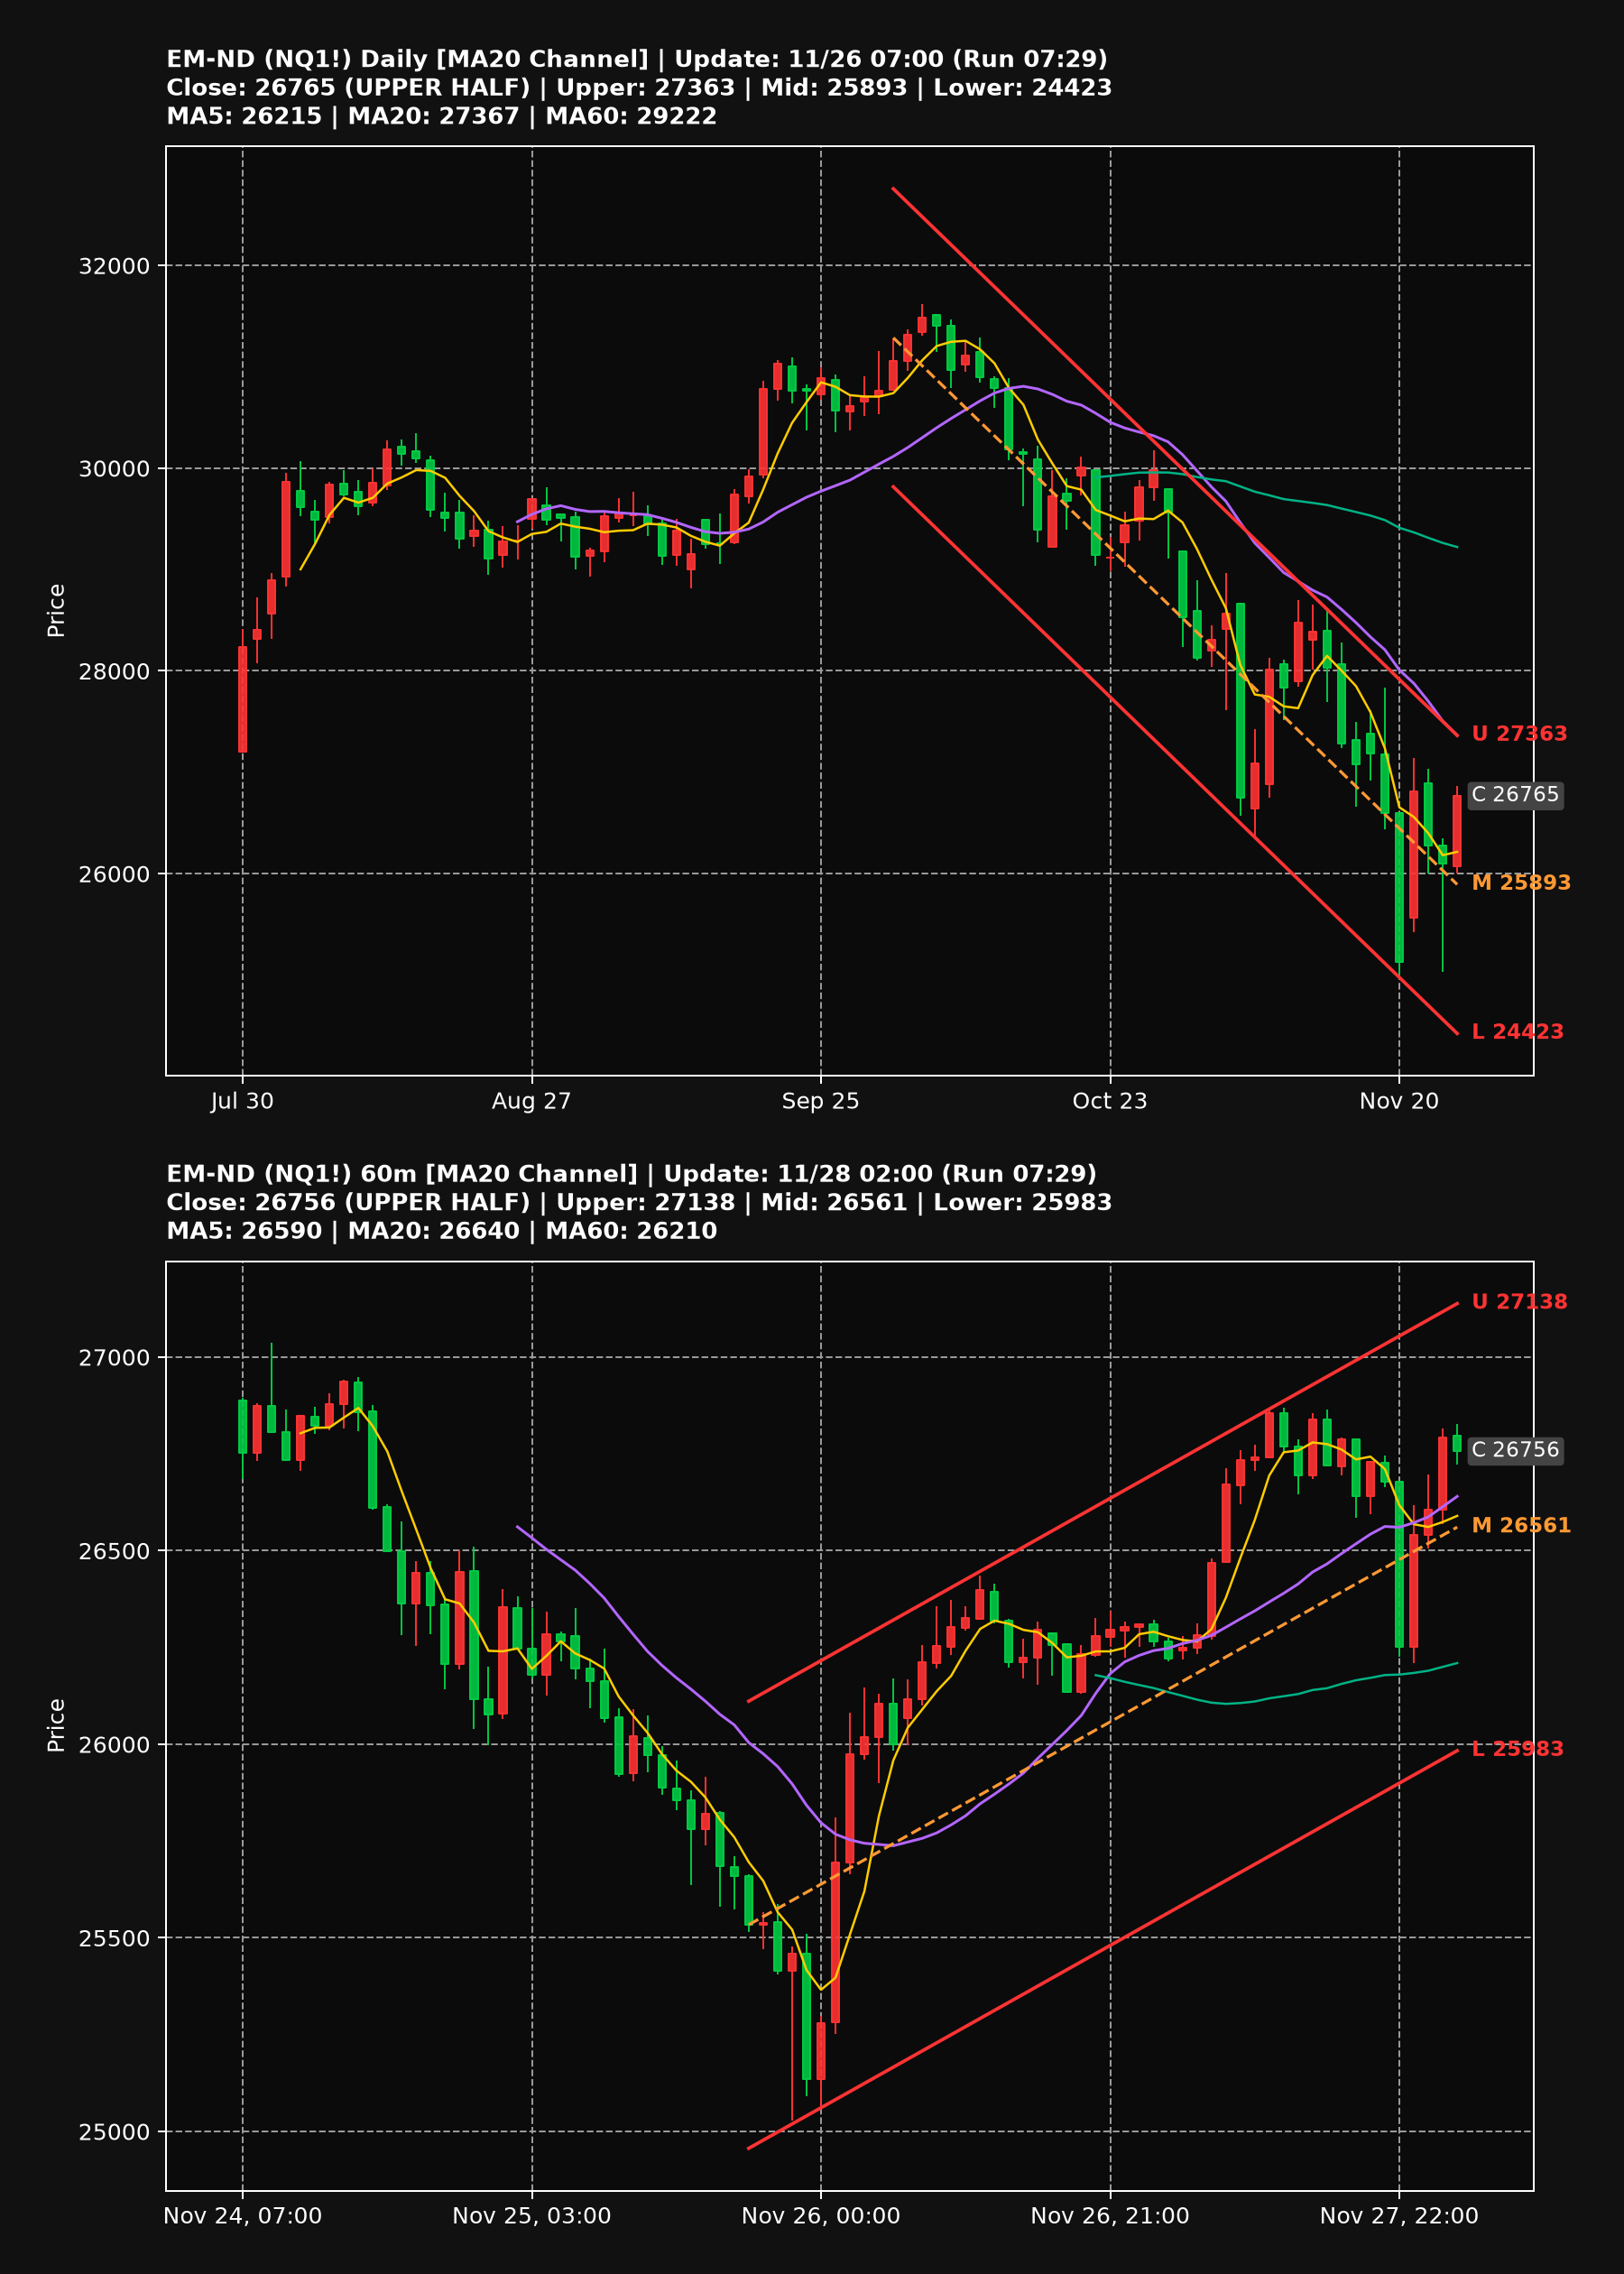 EM-ND (NQ1!) Daily [MA20 Channel] | Update: 11/26 07:00 (Run 07:29)
Close: 26765 (UPPER HALF) | Upper: 27363 | Mid: 25893 | Lower: 24423
MA5: 26215 | MA20: 27367 | MA60: 29222
32000
30000
28000
26000
Price
U 27363
C 26765
M 25893
L 24423
Jul 30
Aug 27
Sep 25
Oct 23
Nov 20
EM-ND (NQ1!) 60m [MA20 Channel] | Update: 11/28 02:00 (Run 07:29)
Close: 26756 (UPPER HALF) | Upper: 27138 | Mid: 26561 | Lower: 25983
MA5: 26590 | MA20: 26640 | MA60: 26210
27000
26500
26000
25500
25000
Price
U 27138
C 26756
M 26561
L 25983
Nov 24, 07:00
Nov 25, 03:00
Nov 26, 00:00
Nov 26, 21:00
Nov 27, 22:00